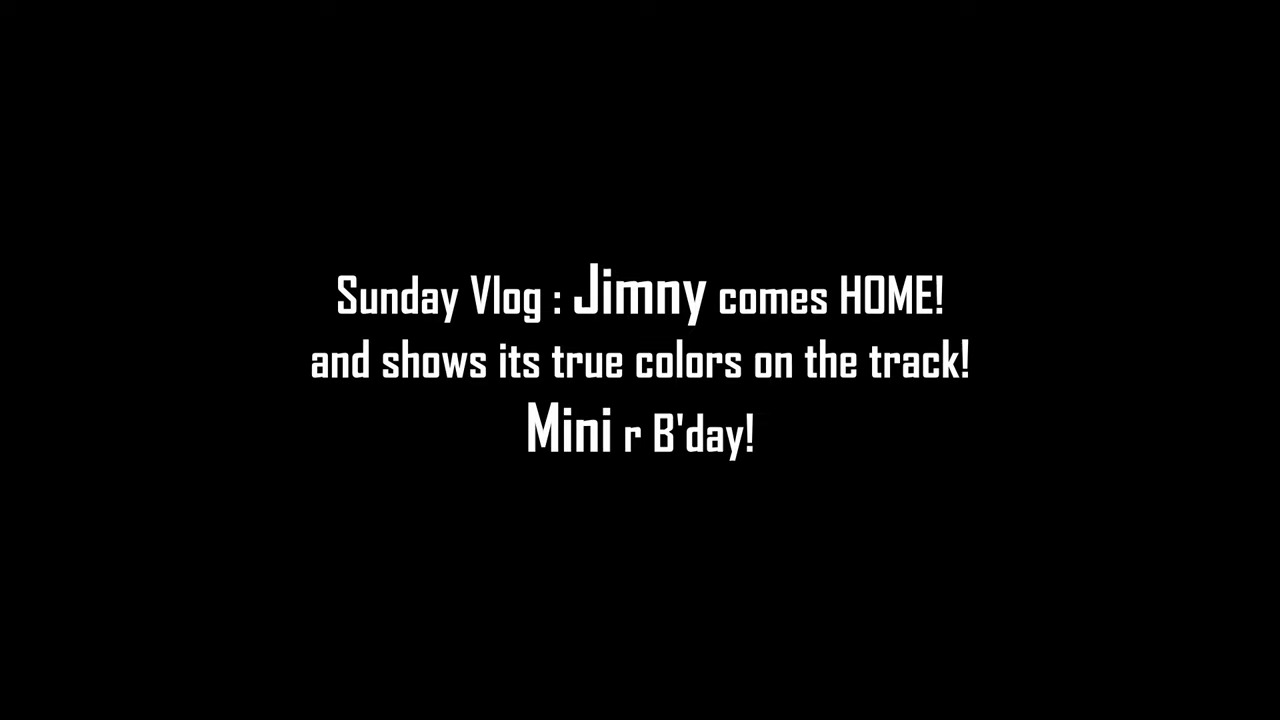 Sunday Vlog : Jimny comes HOME!
and shows its true colors on the track!
Mini r B'day!